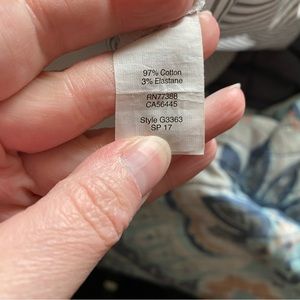 97% Cotton
3% Elastane
RN77388
CA56445
Style G3363
SP 17